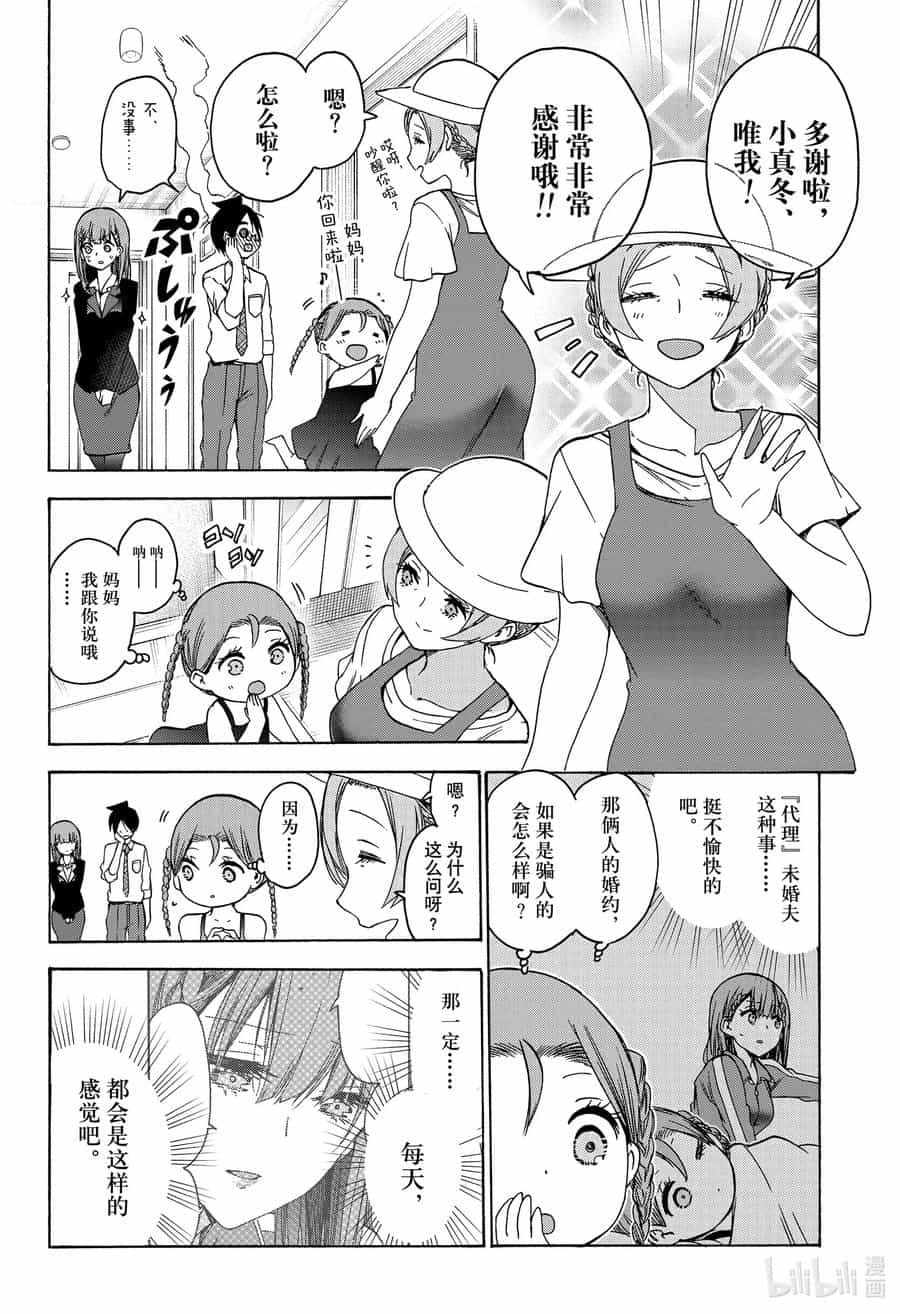 多谢啦，
小真冬、
唯我！
非常非常
感谢哦!!
嗯？
怎么啦？
哎呀
吵醒你啦？
妈妈
你回来啦♪
不、
没事……
ぷしゅうぅ
呐——
呐——
妈妈
我跟你说哦
……
ヨン
ヨン
『代理』未婚夫
这种事……
挺不愉快的
吧。
那俩人的婚约，
如果是骗人的
会怎么样啊？
嗯？
为什么
这么问呀？
因为……
那一定……
每天，
都会是这样的
感觉吧。
bilibili
漫画